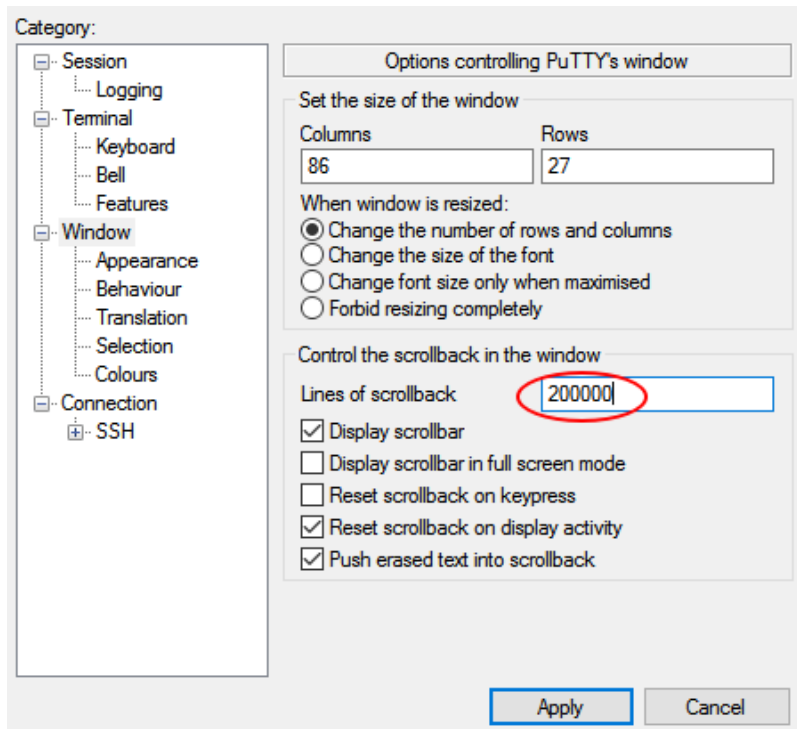 Category:
Session
Logging
Terminal
Keyboard
Bell
Features
Window
Appearance
Behaviour
Translation
Selection
Colours
Connection
SSH
Options controlling PuTTY's window
Set the size of the window
Columns Rows
86 27
When window is resized:
Change the number of rows and columns
Change the size of the font
Change font size only when maximised
Forbid resizing completely
Control the scrollback in the window
Lines of scrollback 200000
Display scrollbar
Display scrollbar in full screen mode
Reset scrollback on keypress
Reset scrollback on display activity
Push erased text into scrollback
Apply Cancel